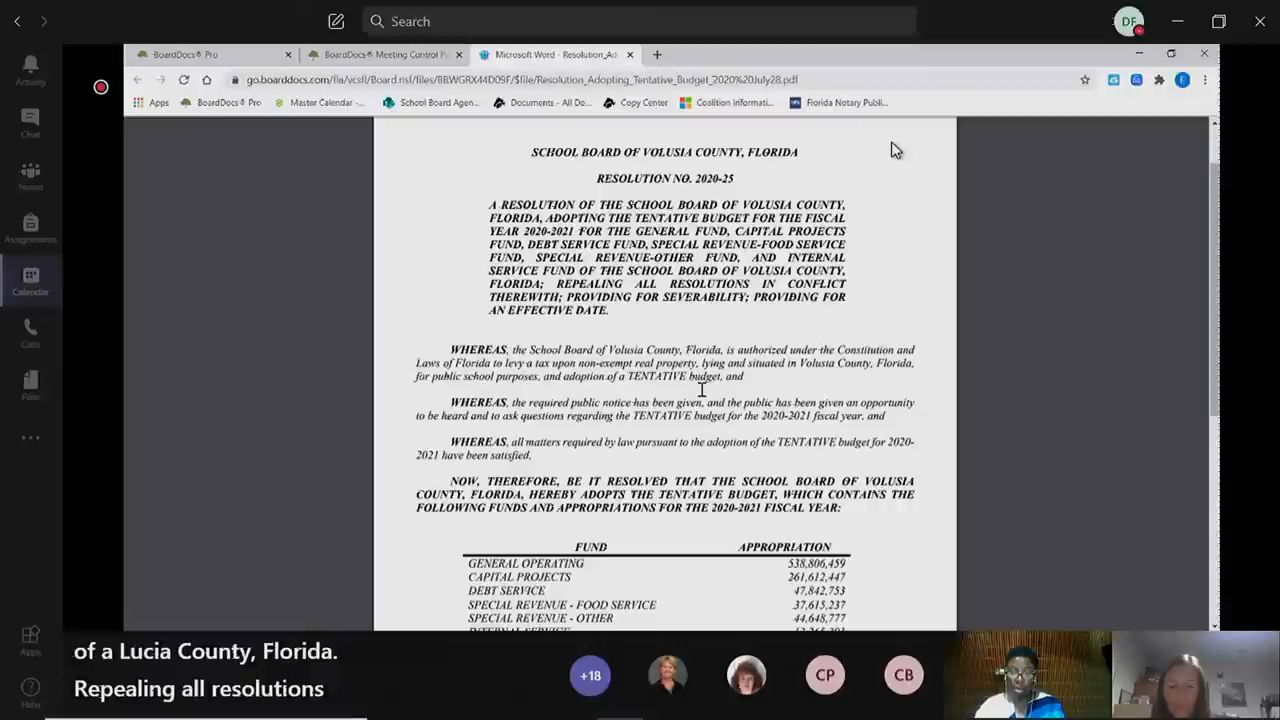 Search
DF
BoardDocs® Pro
BoardDocs® Meeting Control P
Microsoft Word - Resolution_Ad
go.boarddocs.com/fla/vcsfl/Board.nsf/files/BRWGRX44D09F/$file/Resolution_Adopting_Tentative_Budget_2020%20July28.pdf
Apps
BoardDocs® Pro
Master Calendar -...
School Board Agen...
Documents - All Do...
Copy Center
Coalition Informati...
Florida Notary Publi...
E
Activity
Chat
Teams
Assignments
Calendar
Calls
Files
Apps
Help
SCHOOL BOARD OF VOLUSIA COUNTY, FLORIDA
RESOLUTION NO. 2020-25
A RESOLUTION OF THE SCHOOL BOARD OF VOLUSIA COUNTY,
FLORIDA, ADOPTING THE TENTATIVE BUDGET FOR THE FISCAL
YEAR 2020-2021 FOR THE GENERAL FUND, CAPITAL PROJECTS
FUND, DEBT SERVICE FUND, SPECIAL REVENUE-FOOD SERVICE
FUND, SPECIAL REVENUE-OTHER FUND, AND INTERNAL
SERVICE FUND OF THE SCHOOL BOARD OF VOLUSIA COUNTY,
FLORIDA; REPEALING ALL RESOLUTIONS IN CONFLICT
THEREWITH; PROVIDING FOR SEVERABILITY; PROVIDING FOR
AN EFFECTIVE DATE.
WHEREAS, the School Board of Volusia County, Florida, is authorized under the Constitution and
Laws of Florida to levy a tax upon non-exempt real property, lying and situated in Volusia County, Florida,
for public school purposes, and adoption of a TENTATIVE budget, and
WHEREAS, the required public notice has been given, and the public has been given an opportunity
to be heard and to ask questions regarding the TENTATIVE budget for the 2020-2021 fiscal year, and
WHEREAS, all matters required by law pursuant to the adoption of the TENTATIVE budget for 2020-
2021 have been satisfied,
NOW, THEREFORE, BE IT RESOLVED THAT THE SCHOOL BOARD OF VOLUSIA
COUNTY, FLORIDA, HEREBY ADOPTS THE TENTATIVE BUDGET, WHICH CONTAINS THE
FOLLOWING FUNDS AND APPROPRIATIONS FOR THE 2020-2021 FISCAL YEAR:
FUND APPROPRIATION
GENERAL OPERATING 538,806,459
CAPITAL PROJECTS 261,612,447
DEBT SERVICE 47,842,753
SPECIAL REVENUE - FOOD SERVICE 37,615,237
SPECIAL REVENUE - OTHER 44,648,777
of a Lucia County, Florida.
Repealing all resolutions
+18
CP
CB